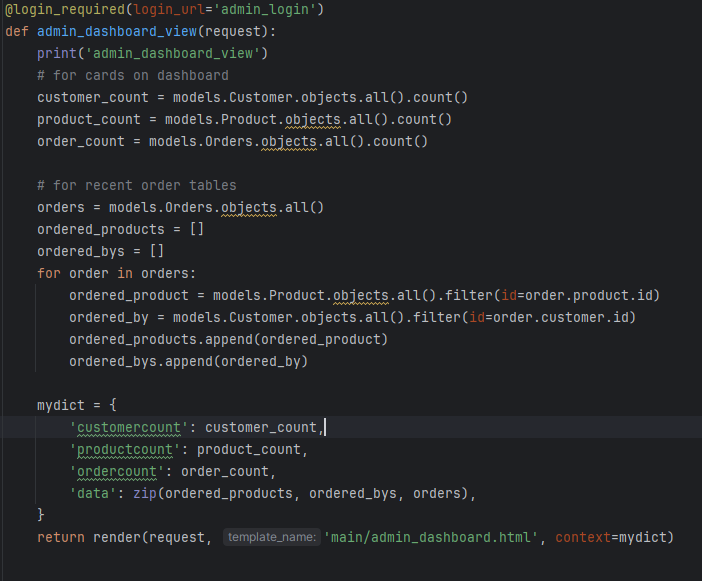 @login_required(login_url='admin_login')
def admin_dashboard_view(request):
    print('admin_dashboard_view')
    # for cards on dashboard
    customer_count = models.Customer.objects.all().count()
    product_count = models.Product.objects.all().count()
    order_count = models.Orders.objects.all().count()

    # for recent order tables
    orders = models.Orders.objects.all()
    ordered_products = []
    ordered_bys = []
    for order in orders:
        ordered_product = models.Product.objects.all().filter(id=order.product.id)
        ordered_by = models.Customer.objects.all().filter(id=order.customer.id)
        ordered_products.append(ordered_product)
        ordered_bys.append(ordered_by)

    mydict = {
        'customercount': customer_count,
        'productcount': product_count,
        'ordercount': order_count,
        'data': zip(ordered_products, ordered_bys, orders),
    }
    return render(request, template_name: 'main/admin_dashboard.html', context=mydict)